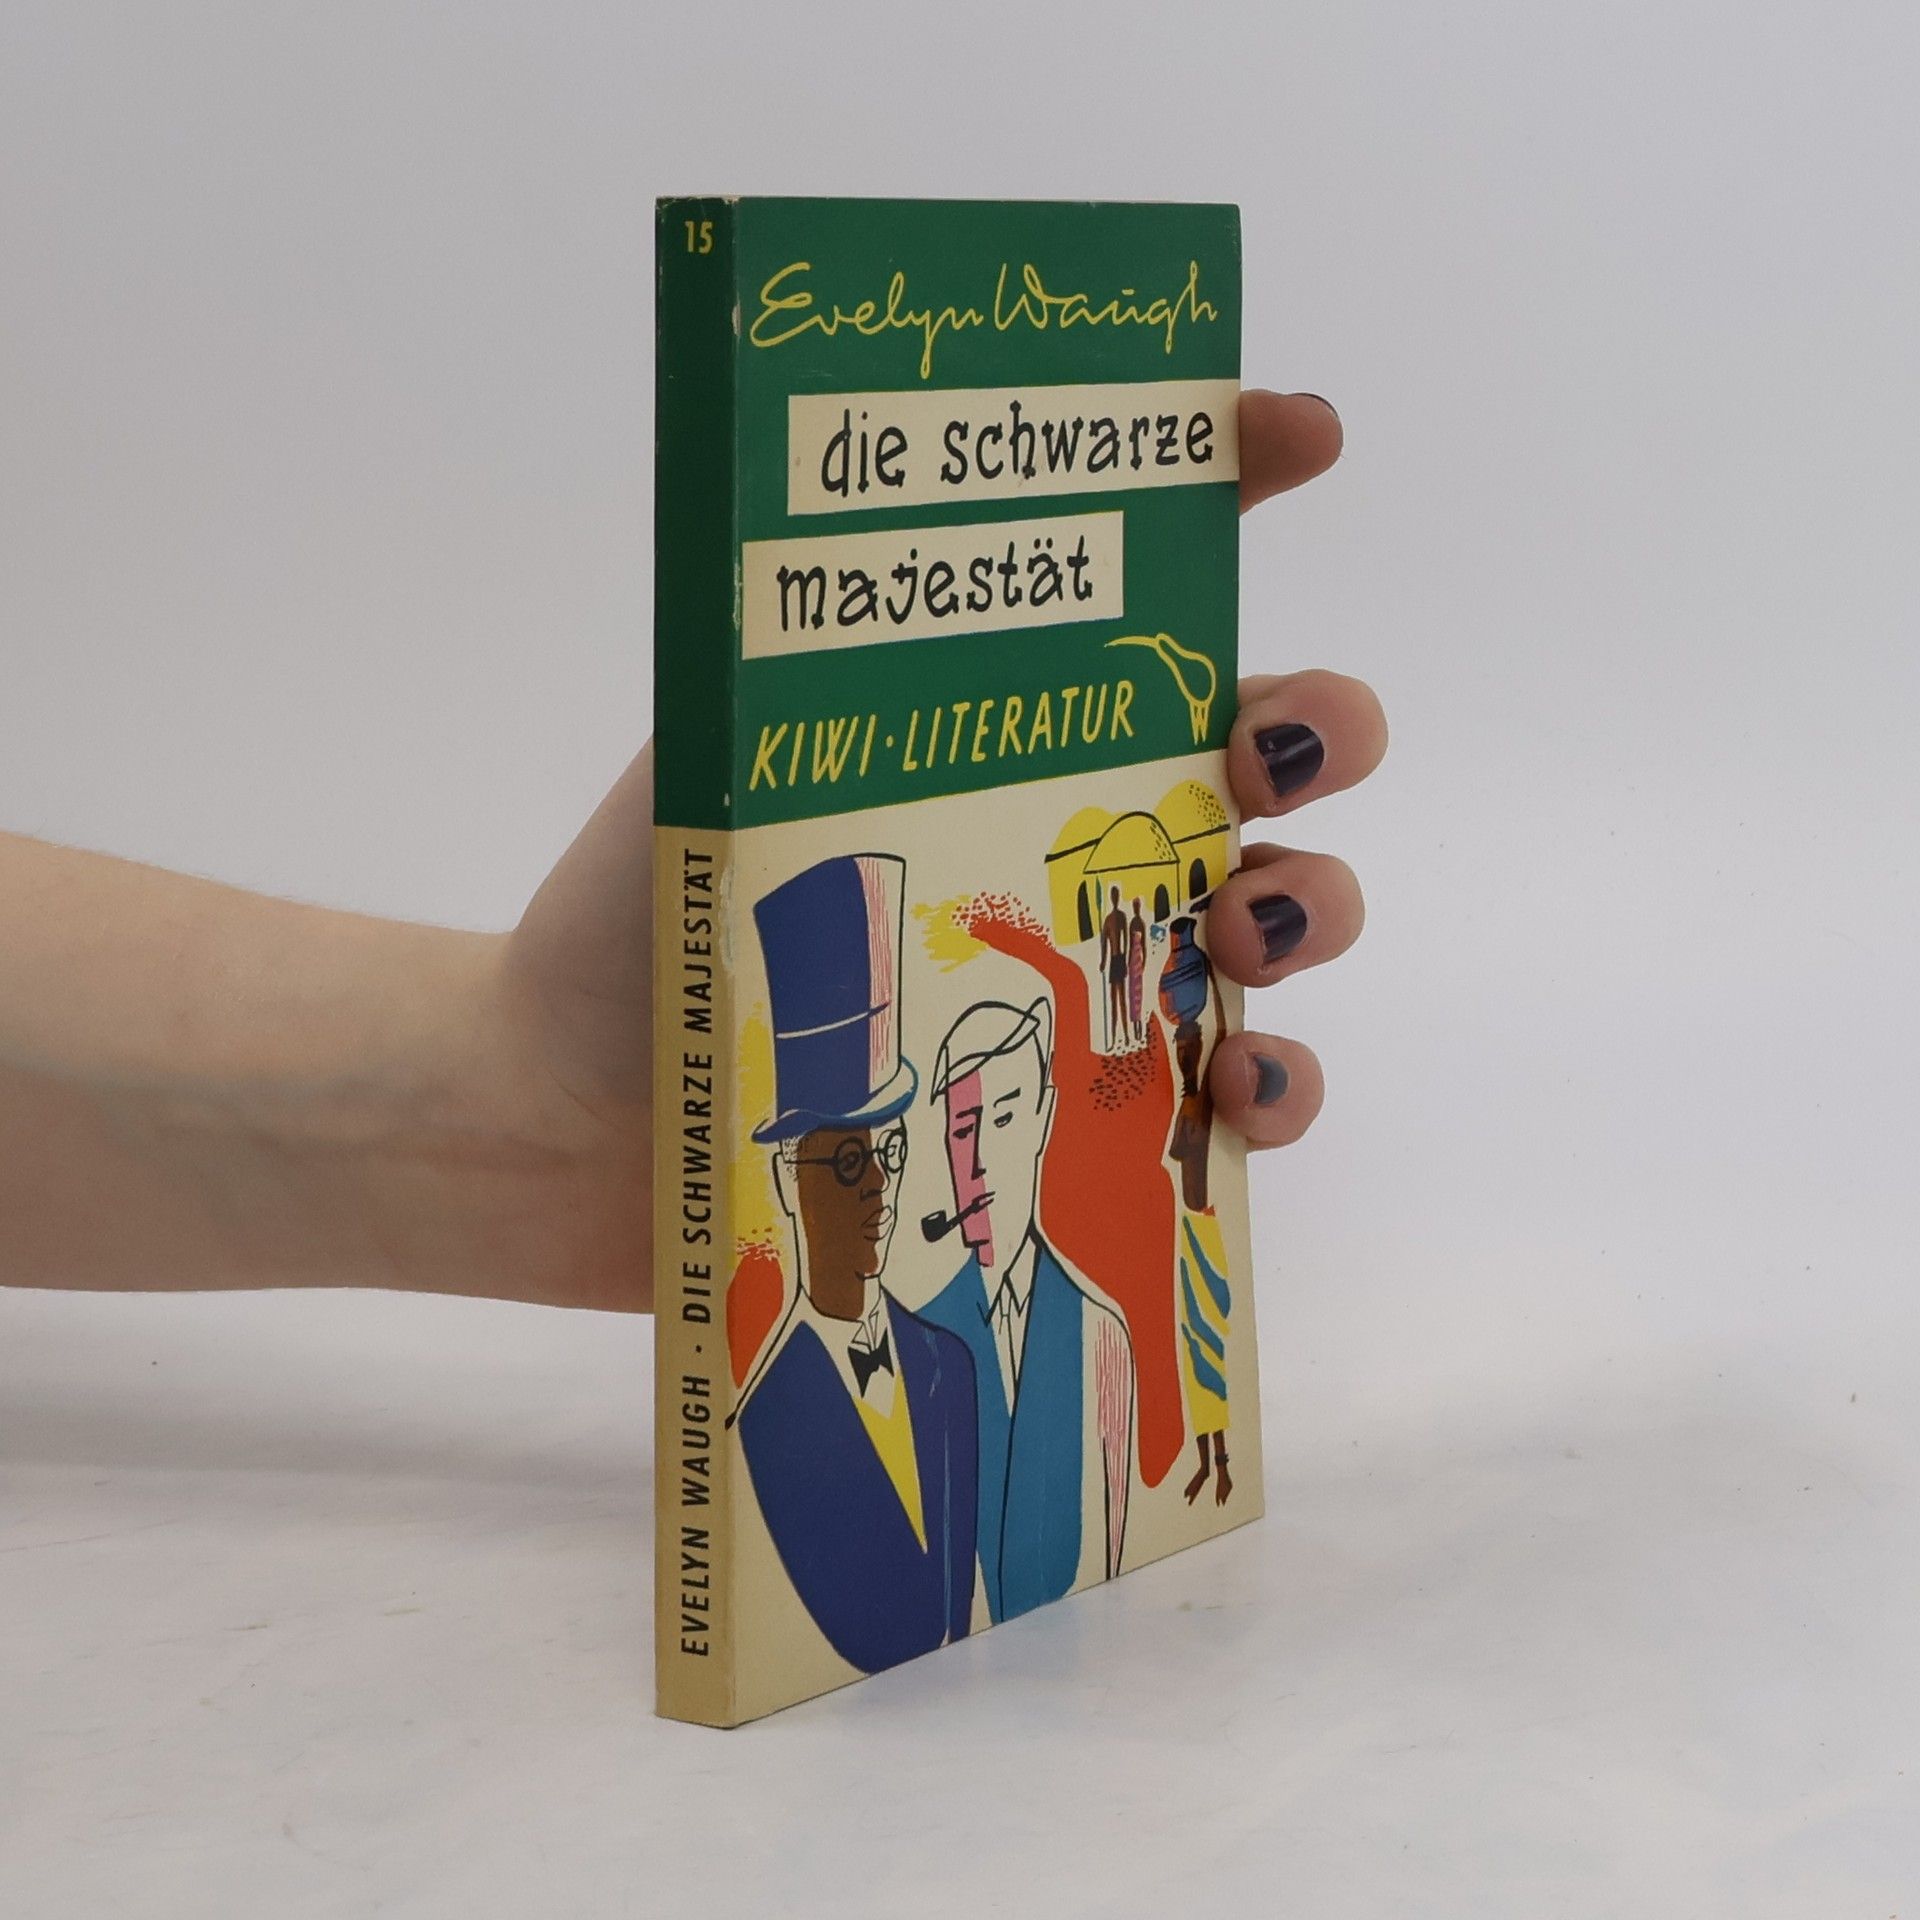 15
Evelyn Waugh
die schwarze
majestät
KIWI·LITERATUR
EVELYN WAUGH · DIE SCHWARZE MAJESTÄT